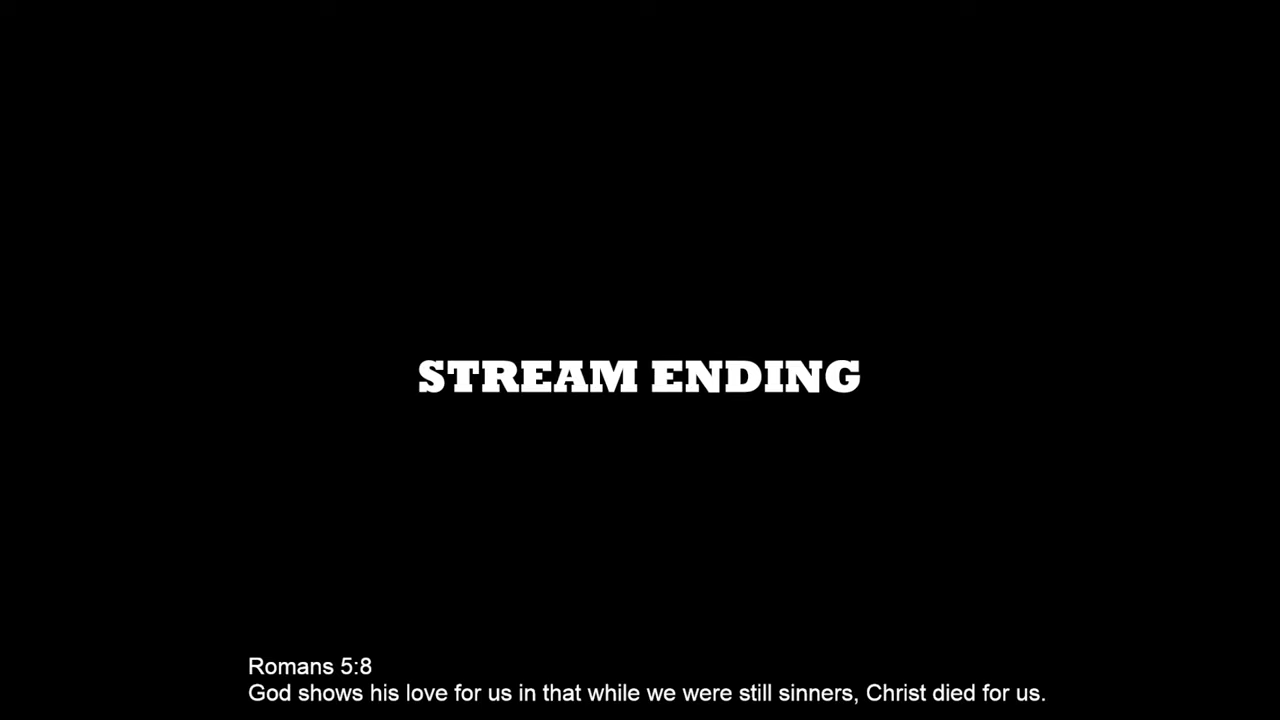 STREAM ENDING
Romans 5:8
God shows his love for us in that while we were still sinners, Christ died for us.